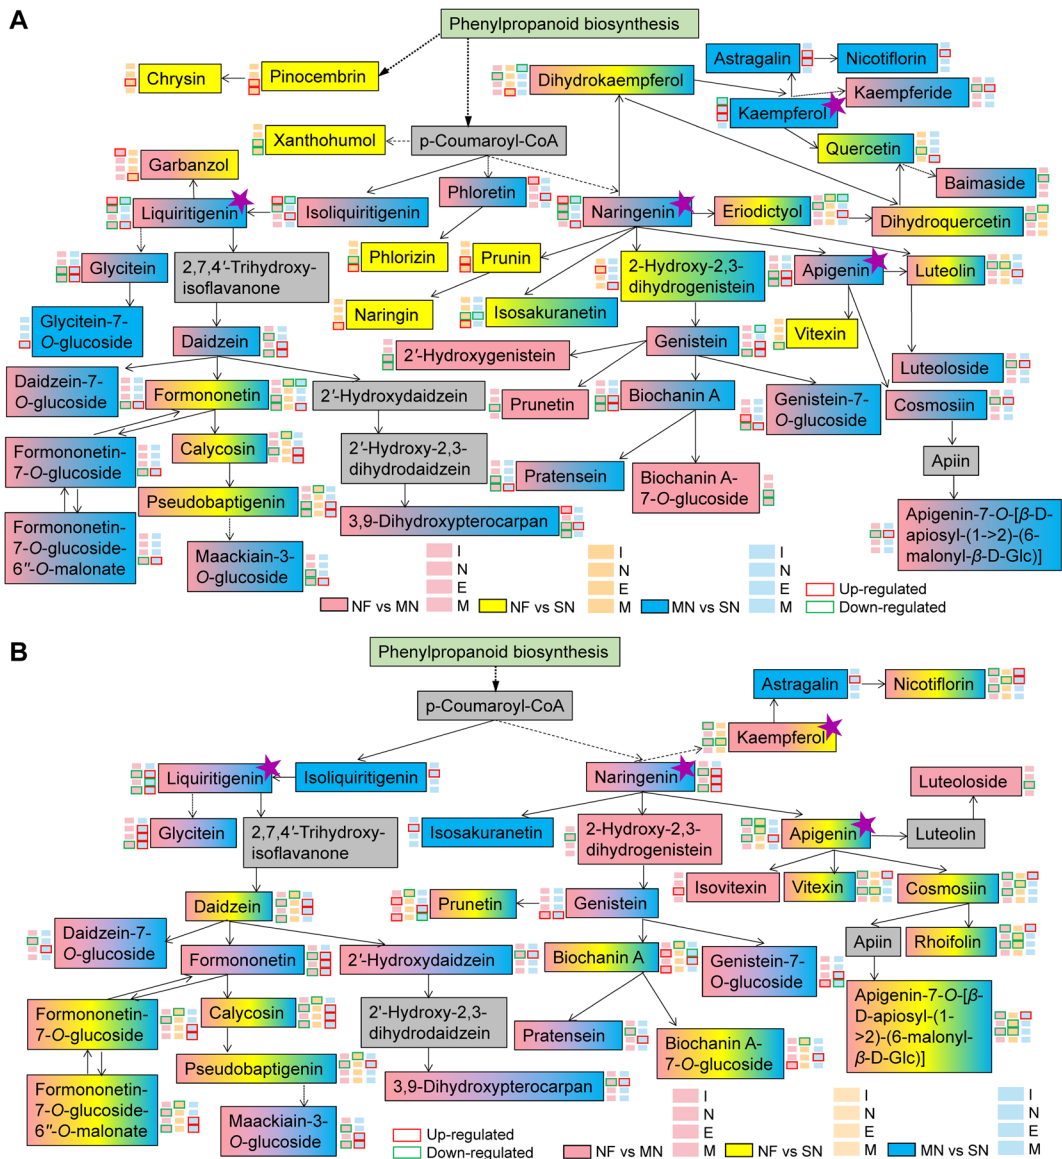 A
Phenylpropanoid biosynthesis
Chrysin
Pinocembrin
Dihydrokaempferol
Astragalin
Nicotiflorin
Kaempferide
Kaempferol
Xanthohumol
p-Coumaroyl-CoA
Quercetin
Garbanzol
Baimaside
Phloretin
Liquiritigenin
Isoliquiritigenin
Naringenin
Eriodictyol
Dihydroquercetin
Glycitein
2,7,4′-Trihydroxy-
isoflavanone
Phlorizin
Prunin
2-Hydroxy-2,3-
dihydrogenistein
Apigenin
Luteolin
Glycitein-7-
O-glucoside
Naringin
Isosakuranetin
Vitexin
Daidzein
2′-Hydroxygenistein
Genistein
Luteoloside
Daidzein-7-
O-glucoside
Formononetin
2′-Hydroxydaidzein
Prunetin
Biochanin A
Genistein-7-
O-glucoside
Cosmosiin
Formononetin-
7-O-glucoside
Calycosin
2′-Hydroxy-2,3-
dihydrodaidzein
Pratensein
Biochanin A-
7-O-glucoside
Apiin
Pseudobaptigenin
Formononetin-
7-O-glucoside-
6″-O-malonate
3,9-Dihydroxypterocarpan
Apigenin-7-O-[β-D-
apiosyl-(1->2)-(6-
malonyl-β-D-Glc)]
Maackiain-3-
O-glucoside
I
N
E
M
I
N
E
M
I
N
E
M
NF vs MN
NF vs SN
MN vs SN
Up-regulated
Down-regulated
B
Phenylpropanoid biosynthesis
p-Coumaroyl-CoA
Astragalin
Nicotiflorin
Kaempferol
Liquiritigenin
Isoliquiritigenin
Naringenin
Luteoloside
Glycitein
2,7,4′-Trihydroxy-
isoflavanone
Isosakuranetin
2-Hydroxy-2,3-
dihydrogenistein
Apigenin
Luteolin
Isovitexin
Vitexin
Cosmosiin
Daidzein
Prunetin
Genistein
Daidzein-7-
O-glucoside
Formononetin
2′-Hydroxydaidzein
Biochanin A
Genistein-7-
O-glucoside
Apiin
Rhoifolin
Formononetin-
7-O-glucoside
Calycosin
2'-Hydroxy-2,3-
dihydrodaidzein
Pratensein
Biochanin A-
7-O-glucoside
Apigenin-7-O-[β-
D-apiosyl-(1-
>2)-(6-malonyl-
β-D-Glc)]
Pseudobaptigenin
Formononetin-
7-O-glucoside-
6″-O-malonate
3,9-Dihydroxypterocarpan
Maackiain-3-
O-glucoside
I
N
E
M
I
N
E
M
I
N
E
M
Up-regulated
Down-regulated
NF vs MN
NF vs SN
MN vs SN